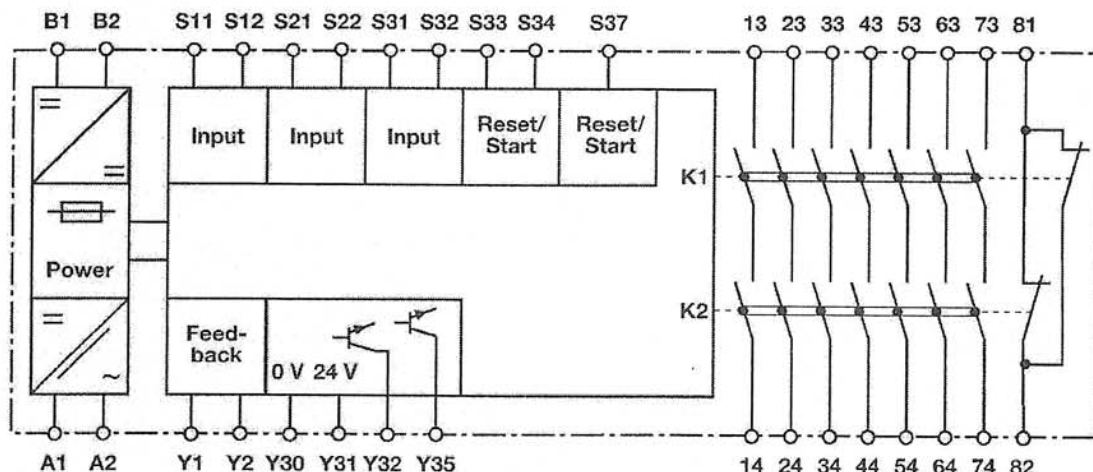 B1 B2 S11 S12 S21 S22 S31 S32 S33 S34 S37 13 23 33 43 53 63 73 81
Input Input Input Reset/ Reset/
Start Start
K1
Power
K2
Feed-
back
0 V 24 V
A1 A2 Y1 Y2 Y30 Y31 Y32 Y35 14 24 34 44 54 64 74 82